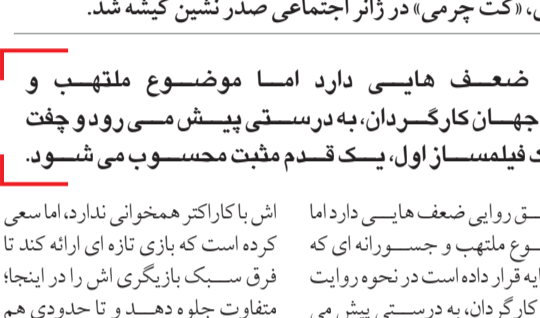 «کت چرمی» در ژانر اجتماعی صدر نشین گیشه شد.
ضعف هایی دارد اما موضوع ملتهب و
جهان کارگردان، به درستی پیش می رود و چفت
فیلمساز اول، یک قدم مثبت محسوب می شود.
روایی ضعف هایی دارد اما
ملتهب و جسورانه ای که
قرار داده است در نحوه روایت
کارگردان، به درستی پیش می
اش با کاراکتر همخوانی ندارد، اما سعی
کرده است که بازی تازه ای ارائه کند تا
فرق سبک بازیگری اش را در اینجا؛
متفاوت جلوه دهد و تا حدودی هم